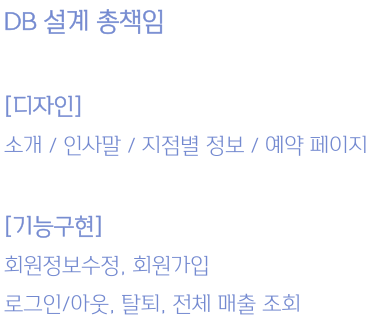 DB 설계 총책임
[디자인]
소개 / 인사말 / 지점별 정보 / 예약 페이지
[기능구현]
회원정보수정, 회원가입
로그인/아웃, 탈퇴, 전체 매출 조회